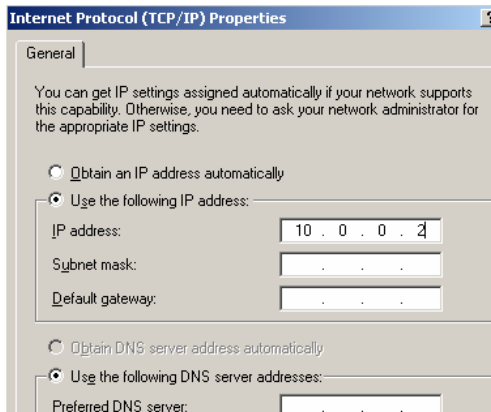 Internet Protocol (TCP/IP) Properties ?
General
You can get IP settings assigned automatically if your network supports
this capability. Otherwise, you need to ask your network administrator for
the appropriate IP settings.
Obtain an IP address automatically
Use the following IP address:
IP address: 10 . 0 . 0 . 2
Subnet mask: . . .
Default gateway: . . .
Obtain DNS server address automatically
Use the following DNS server addresses:
Preferred DNS server: . . .